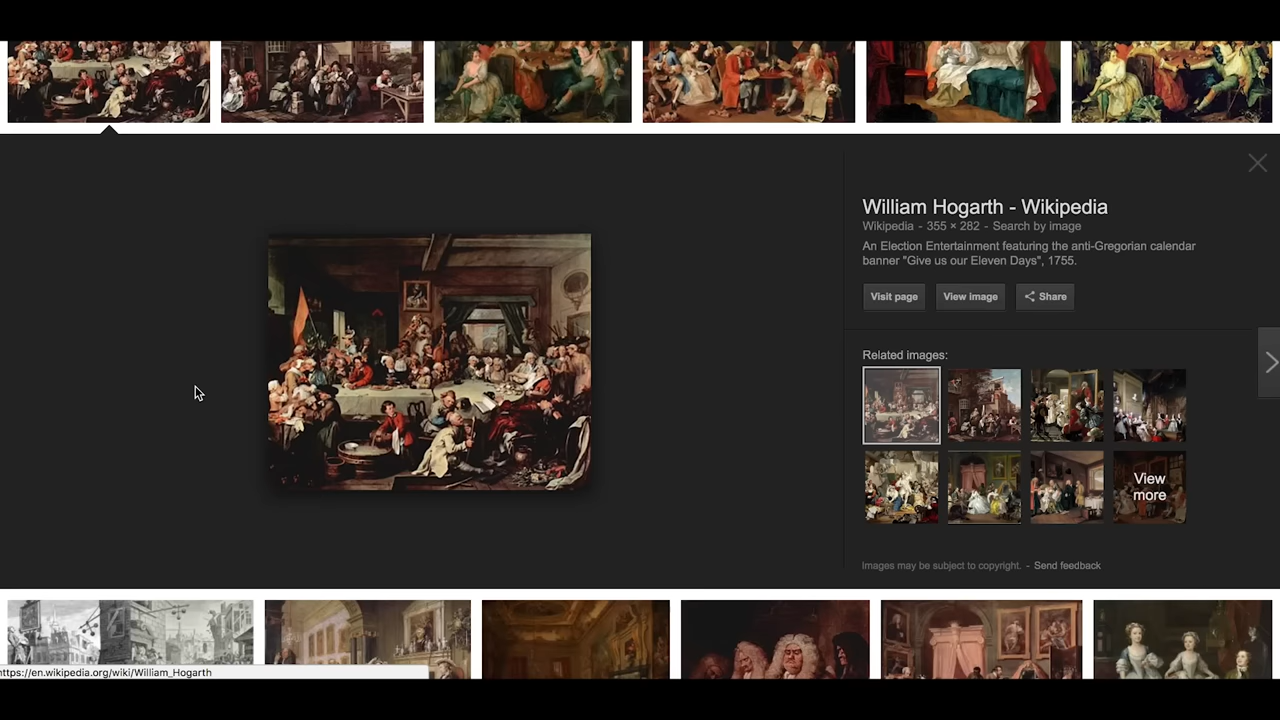 William Hogarth - Wikipedia
Wikipedia - 355 × 282 - Search by image
An Election Entertainment featuring the anti-Gregorian calendar
banner "Give us our Eleven Days", 1755.
Visit page View image Share
Related images:
View
more
Images may be subject to copyright. - Send feedback
https://en.wikipedia.org/wiki/William_Hogarth